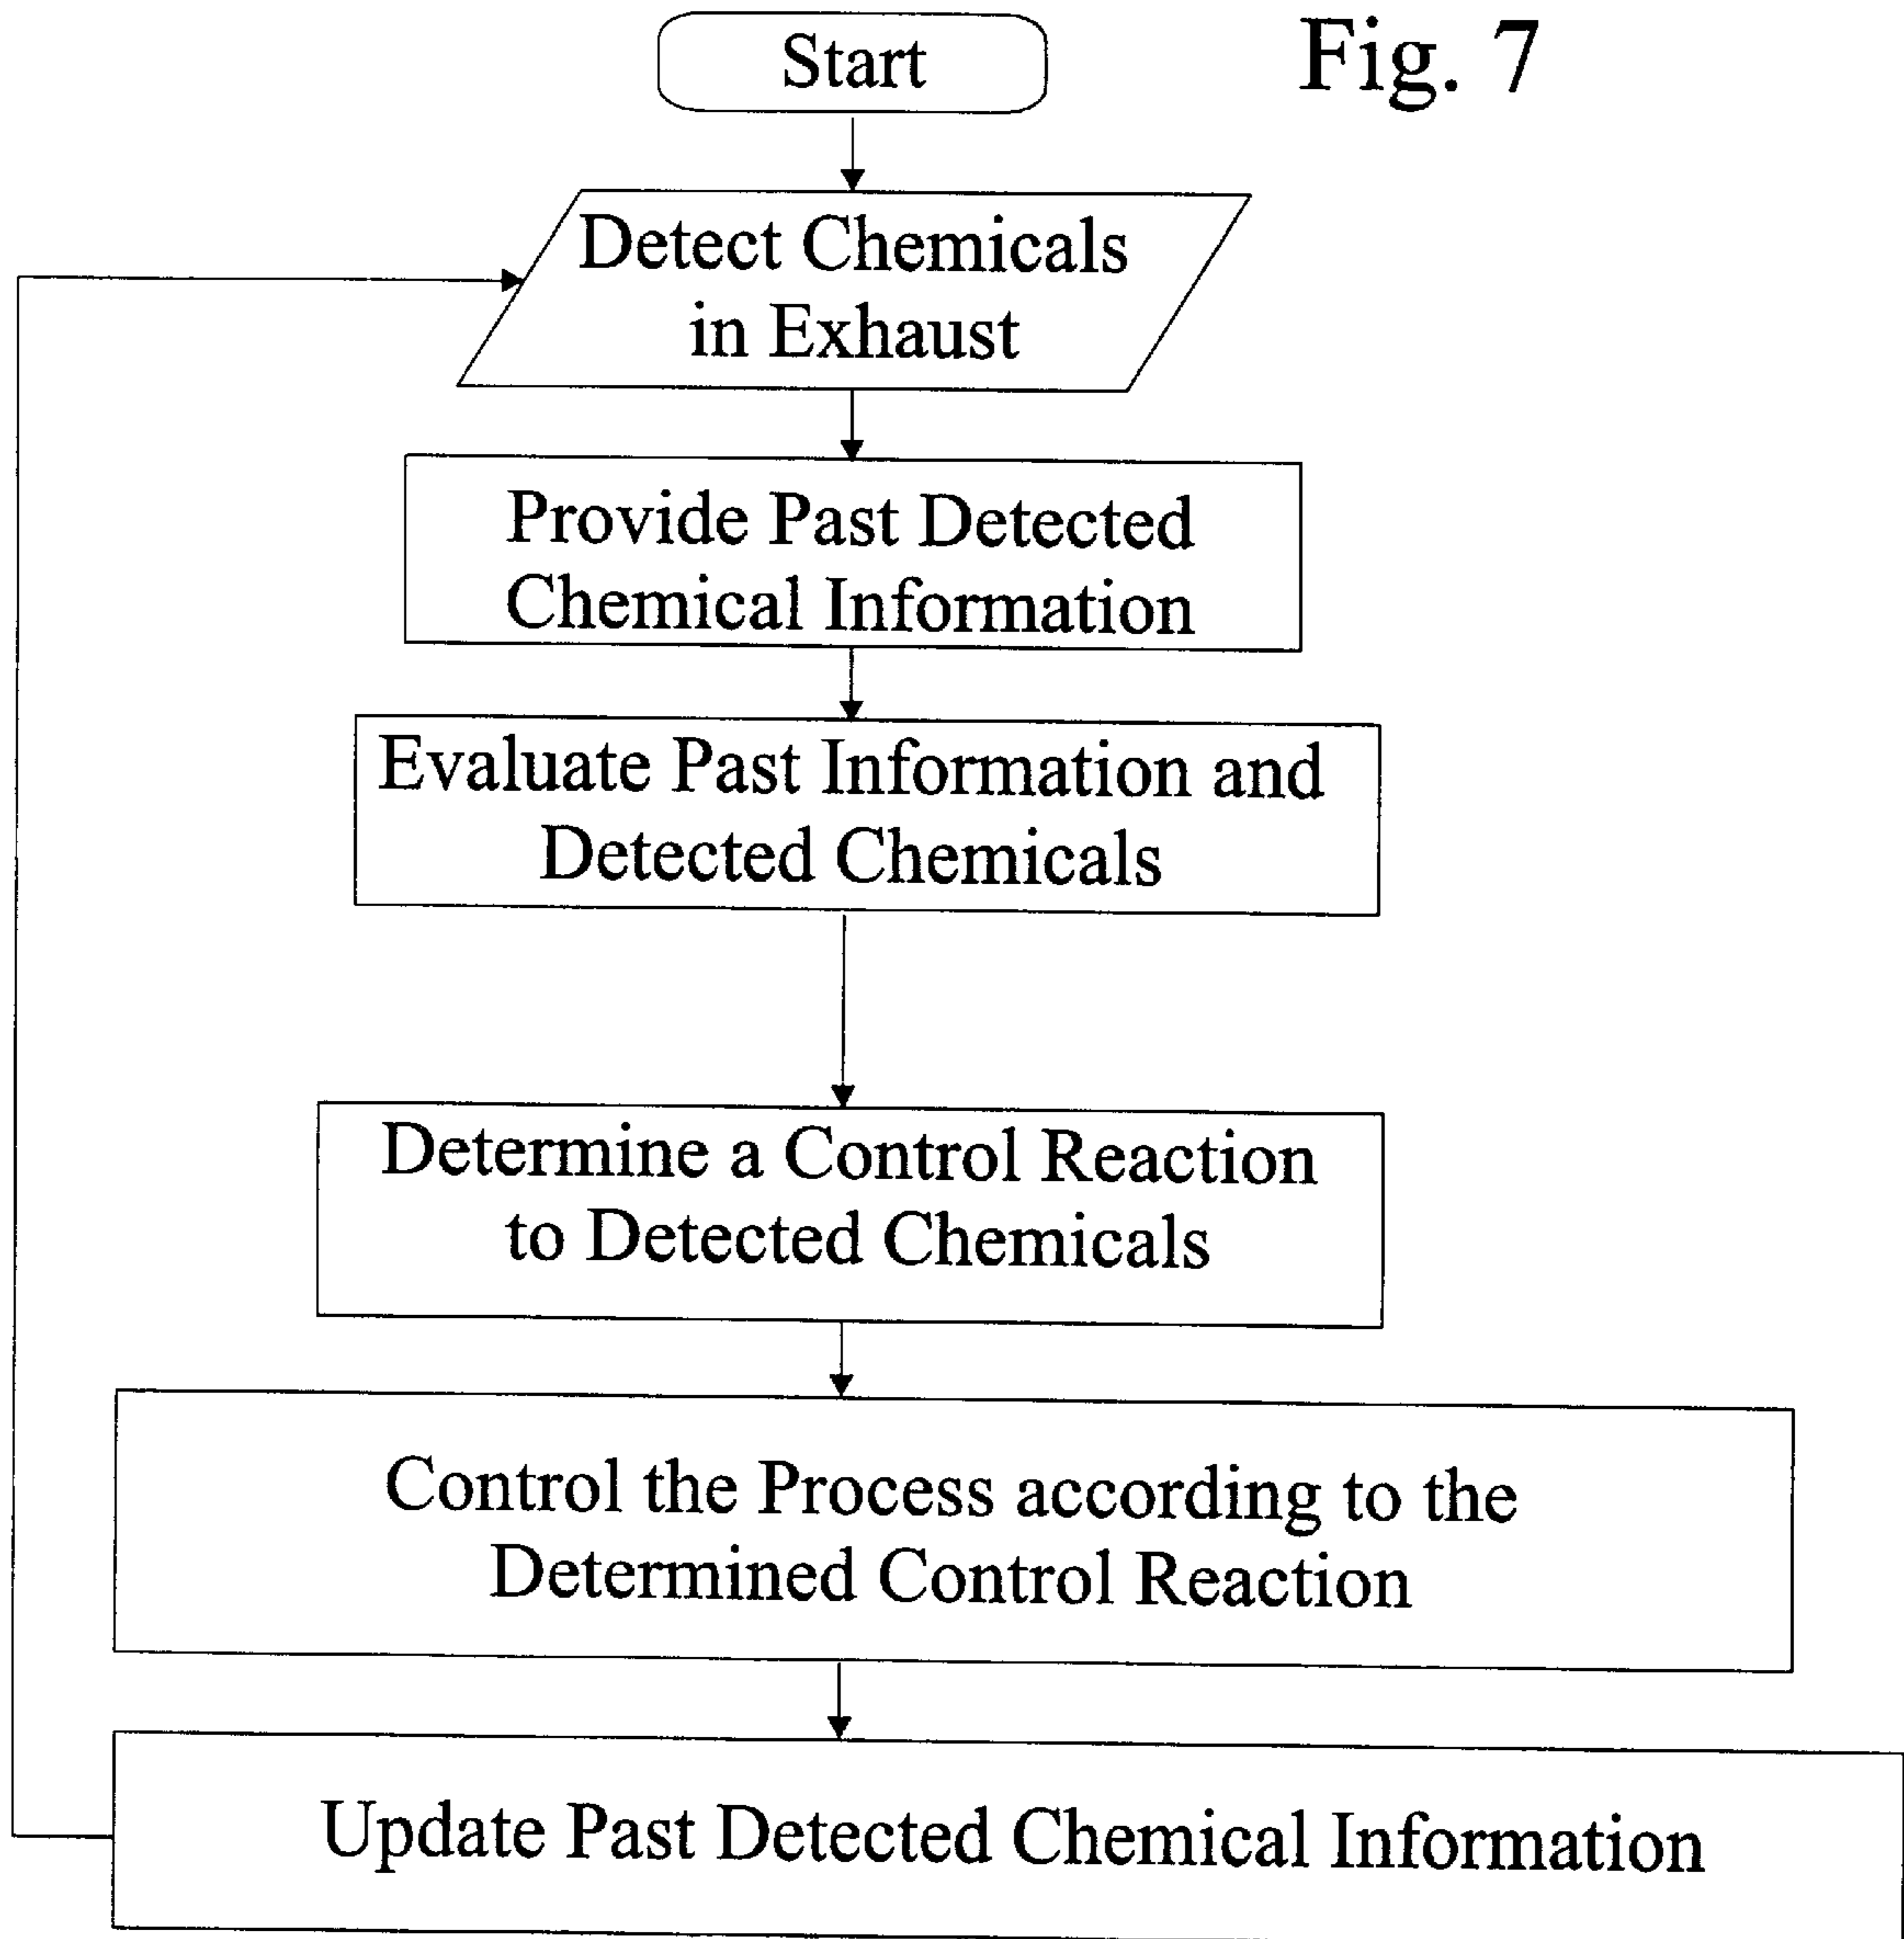 Fig. 7
Start
Detect Chemicals
in Exhaust
Provide Past Detected
Chemical Information
Evaluate Past Information and
Detected Chemicals
Determine a Control Reaction
to Detected Chemicals
Control the Process according to the
Determined Control Reaction
Update Past Detected Chemical Information